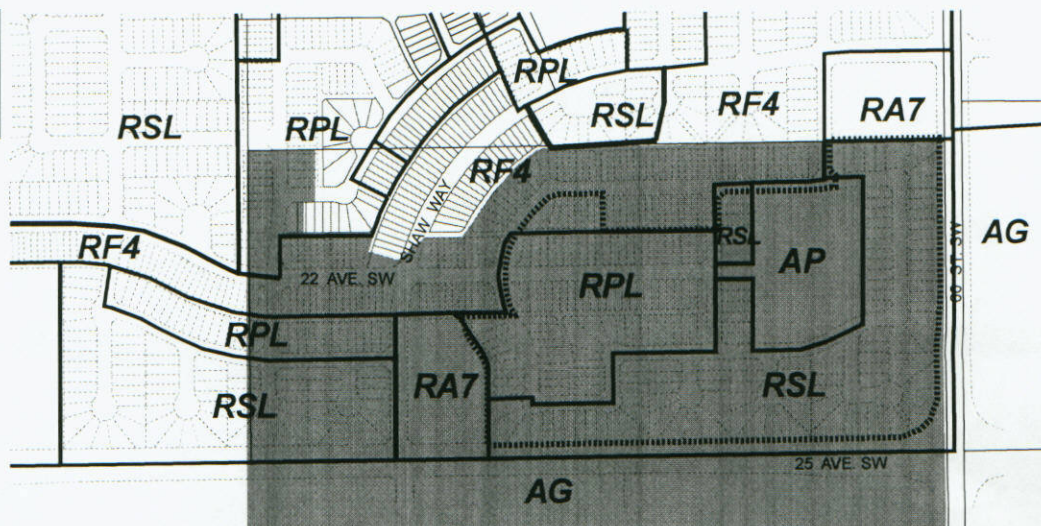 RPL
RSL
RF4
RA7
RSL
RPL
RF4
SHAW WAY
RSL
AP
AG
66 ST SW
RF4
22 AVE. SW
RPL
RPL
RSL
RA7
RSL
25 AVE. SW
AG